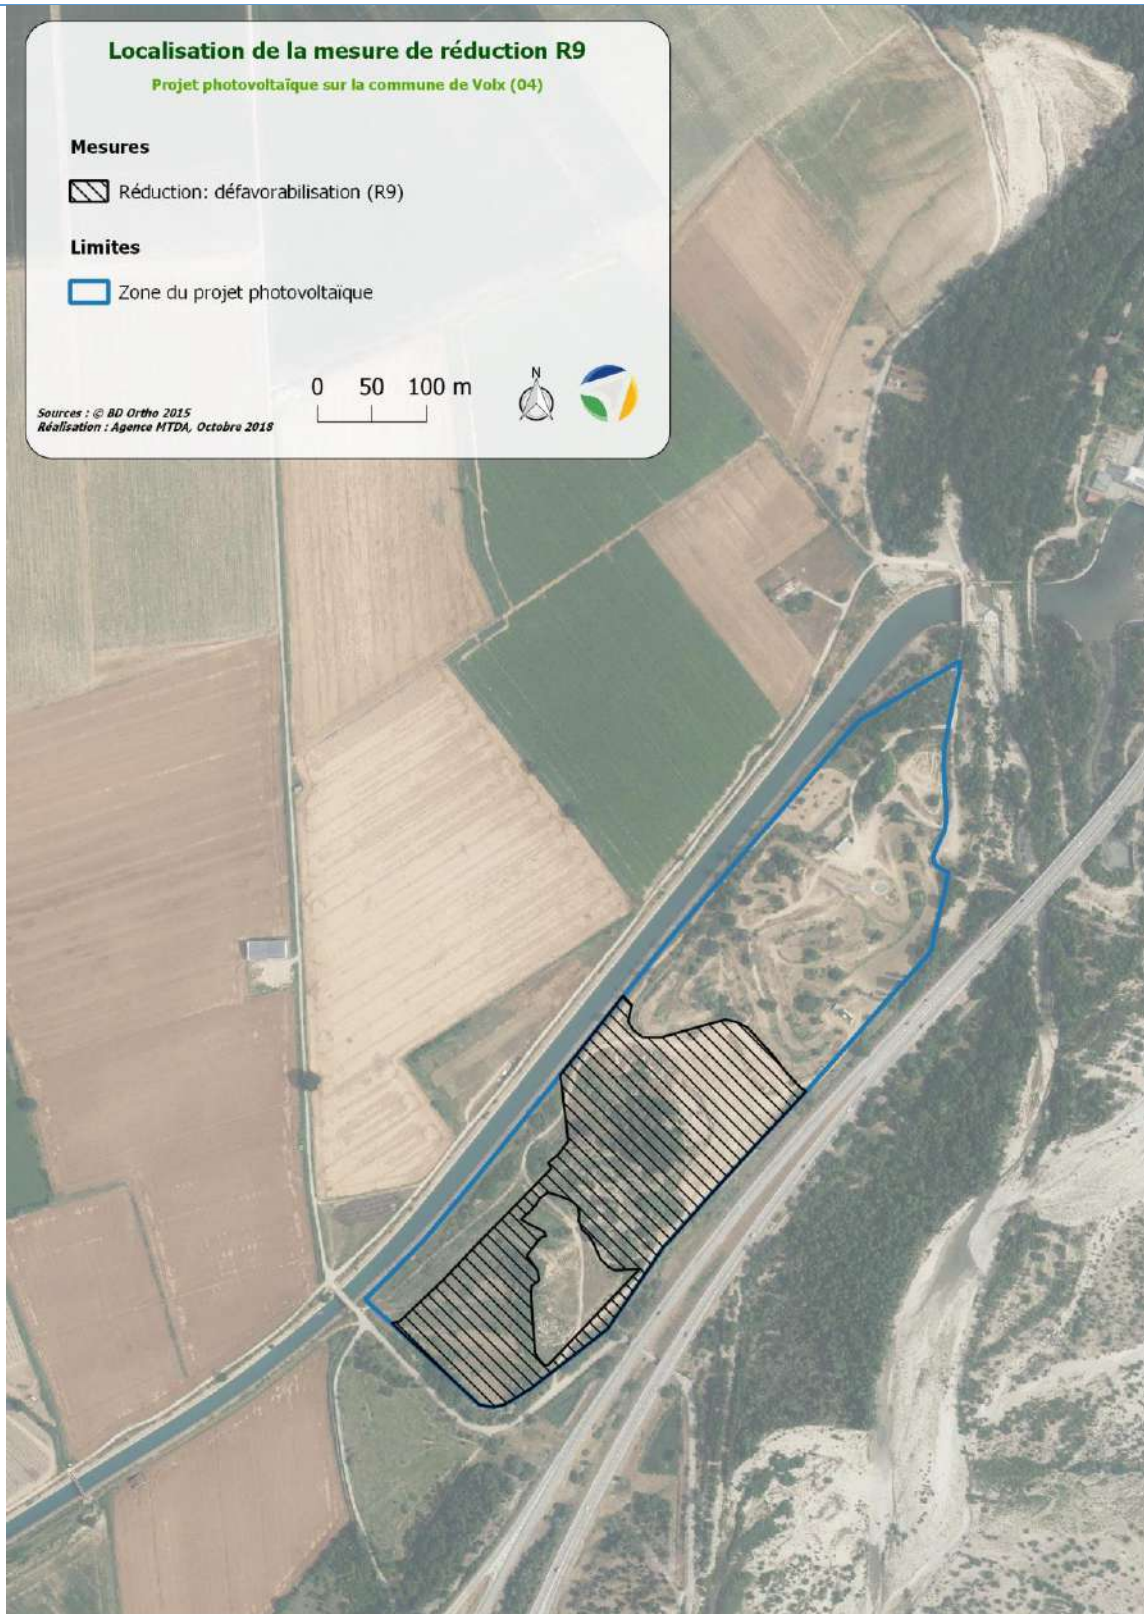 Localisation de la mesure de réduction R9
Projet photovoltaïque sur la commune de Volx (04)
Mesures
Réduction: défavorabilisation (R9)
Limites
Zone du projet photovoltaïque
0 50 100 m
N
Sources : © BD Ortho 2015
Réalisation : Agence MTDA, Octobre 2018